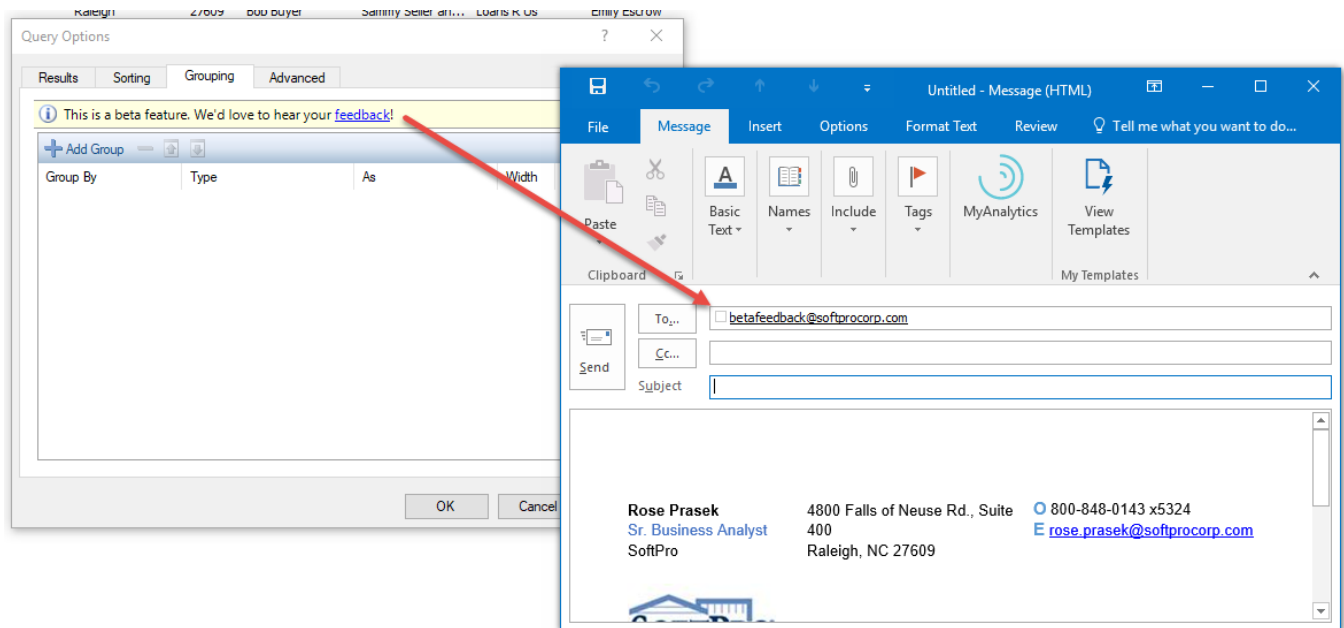 Raleigh 27609 Bob Buyer Sammy Seller an... Loans R Us Emily Escrow
Query Options ?
Results Sorting Grouping Advanced
This is a beta feature. We'd love to hear your feedback!
Add Group
Group By Type As Width
OK Cancel
Untitled - Message (HTML)
File Message Insert Options Format Text Review Tell me what you want to do...
Paste
Basic Text
Names
Include
Tags
MyAnalytics
View Templates
Clipboard
My Templates
Send
To... betafeedback@softprocorp.com
Cc...
Subject
Rose Prasek 4800 Falls of Neuse Rd., Suite O 800-848-0143 x5324
Sr. Business Analyst 400 E rose.prasek@softprocorp.com
SoftPro Raleigh, NC 27609